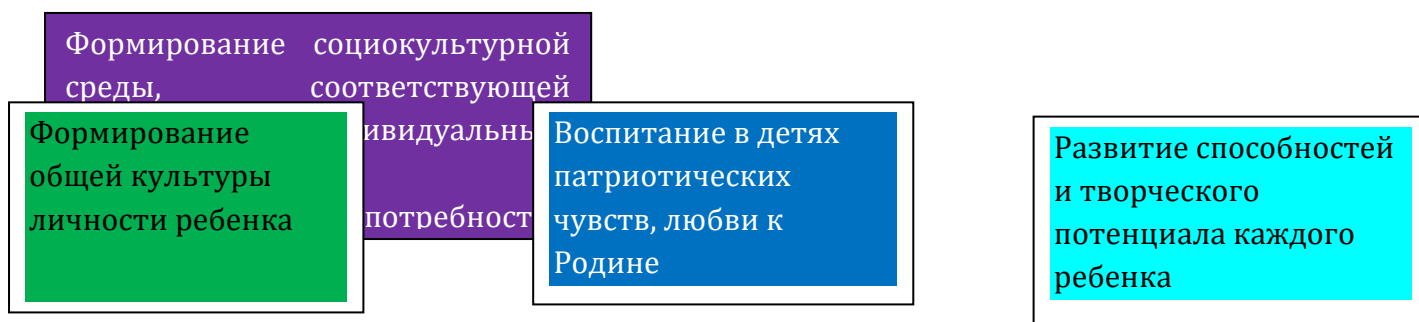 Формирование социокультурной
среды, соответствующей
Формирование
общей культуры
личности ребенка
Воспитание в детях
патриотических
чувств, любви к
Родине
Развитие способностей
и творческого
потенциала каждого
ребенка